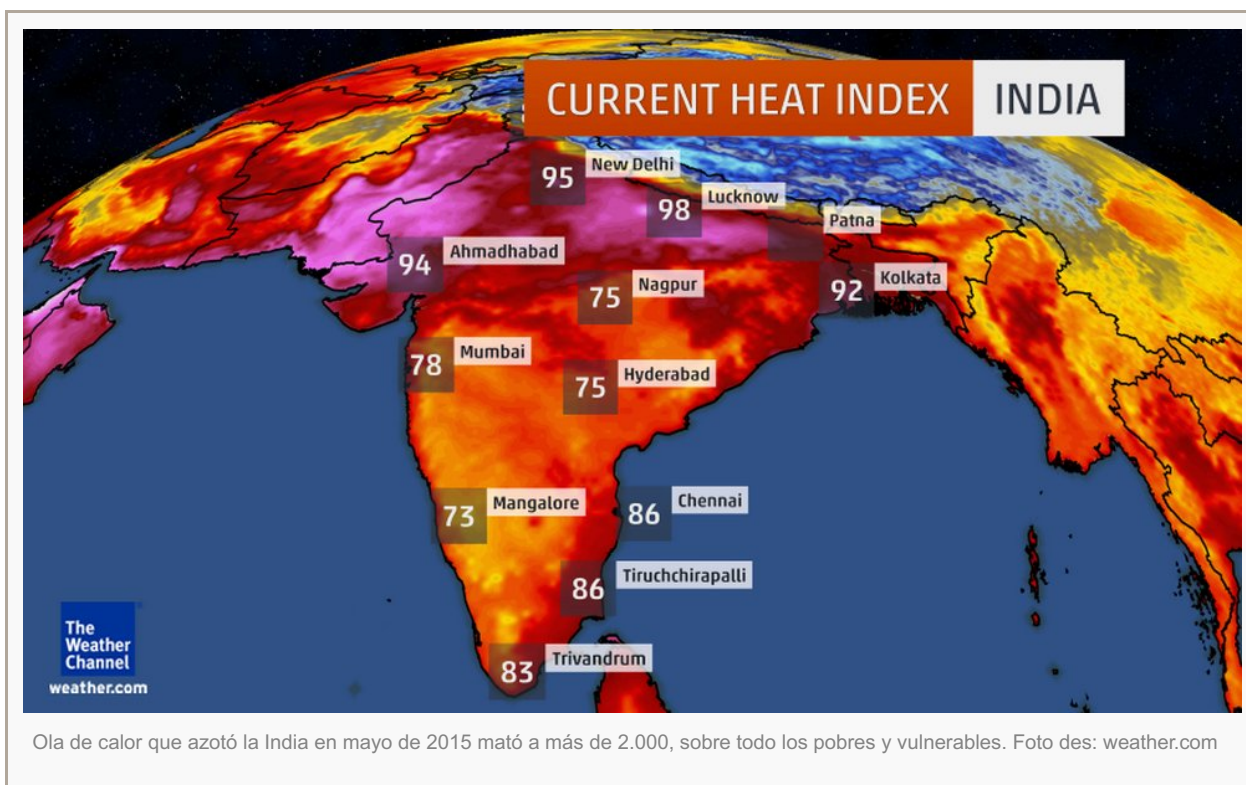 CURRENT HEAT INDEX INDIA
95 New Delhi
98 Lucknow
Patna
94 Ahmadhabad
92 Kolkata
75 Nagpur
78 Mumbai
75 Hyderabad
73 Mangalore
86 Chennai
86 Tiruchchirapalli
83 Trivandrum
The
Weather
Channel
weather.com
Ola de calor que azotó la India en mayo de 2015 mató a más de 2.000, sobre todo los pobres y vulnerables. Foto des: weather.com